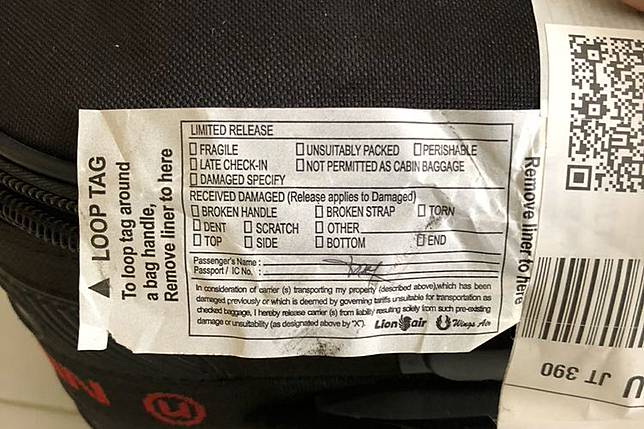 LIMITED RELEASE
FRAGILE UNSUITABLY PACKED PERISHABLE
LATE CHECK-IN NOT PERMITTED AS CABIN BAGGAGE
DAMAGED SPECIFY
RECEIVED DAMAGED (Release applies to Damaged)
BROKEN HANDLE BROKEN STRAP TORN
DENT SCRATCH OTHER
TOP SIDE BOTTOM END
Passenger's Name :
Passport / IC No. :
In consideration of carrier (s) transporting my property (described above),which has been
damaged previously or which is deemed by governing tariffs unsuitable for transportation as
checked baggage, I hereby release carrier (s) from liability resulting solely from such pre-existing
damage or unsuitability (as designated above by "X").
Lion air Wings Air
LOOP TAG
To loop tag around
a bag handle,
Remove liner to here
Remove liner to here
JT 390
060